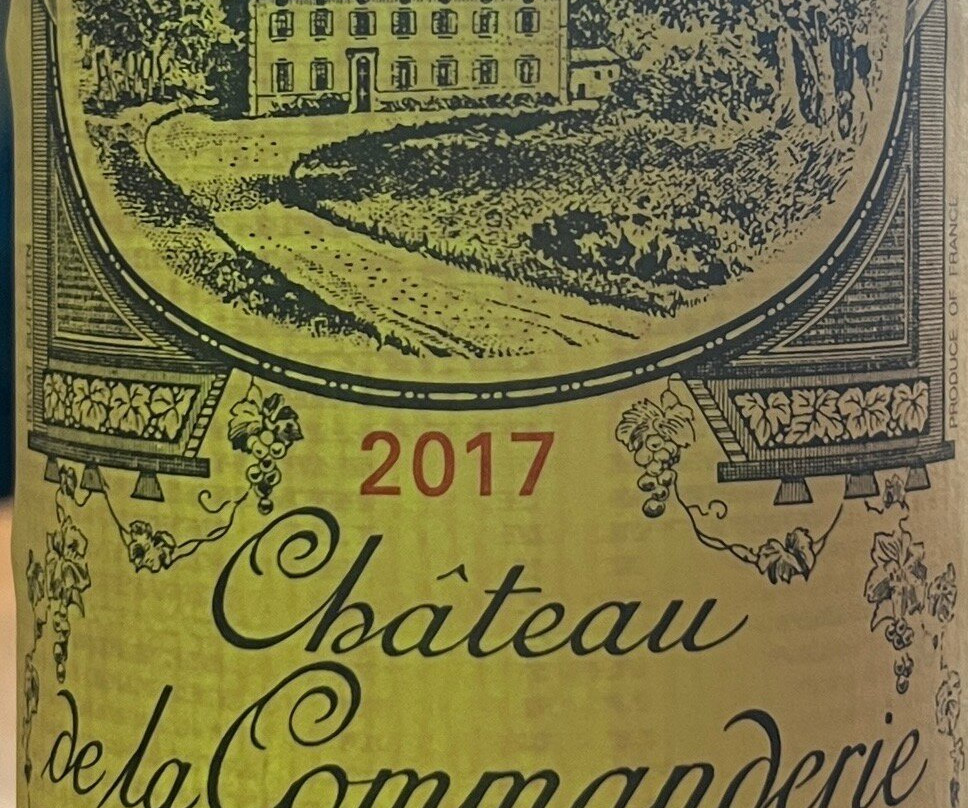 2017
Château
de la Commanderie
PRODUCE OF FRANCE